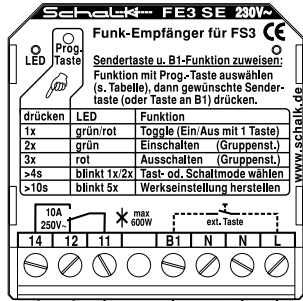 Schalk FE3 SE 230V~
Funk-Empfänger für FS3 CE
LED
Prog.
Taste
Sendertaste u. B1-Funktion zuweisen:
Funktion mit Prog.-Taste auswählen
(s. Tabelle), dann gewünschte Sender-
taste (oder Taste an B1) drücken.
drücken LED Funktion
1x grün/rot Toggle (Ein/Aus mit 1 Taste)
2x grün Einschalten (Gruppenst.)
3x rot Ausschalten (Gruppenst.)
>4s blinkt 1x/2x Tast- od. Schaltmode wählen
>10s blinkt 5x Werkseinstellung herstellen
www.schalk.de
10A
250V~
max
600W
ext. Taste
14 12 11 B1 N N L